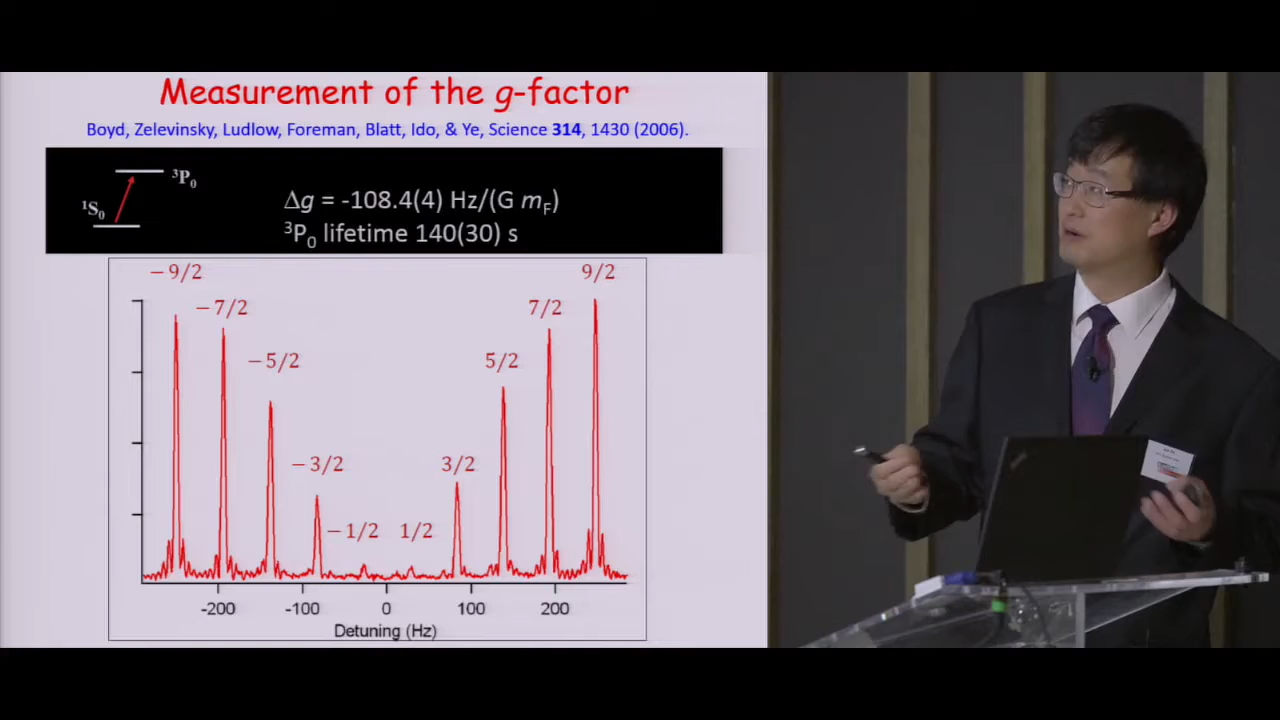 Measurement of the g-factor
Boyd, Zelevinsky, Ludlow, Foreman, Blatt, Ido, & Ye, Science 314, 1430 (2006).
³P₀
¹S₀
Δg = -108.4(4) Hz/(G m_F)
³P₀ lifetime 140(30) s
−9/2
9/2
−7/2
7/2
−5/2
5/2
−3/2
3/2
−1/2
1/2
-200
-100
0
100
200
Detuning (Hz)